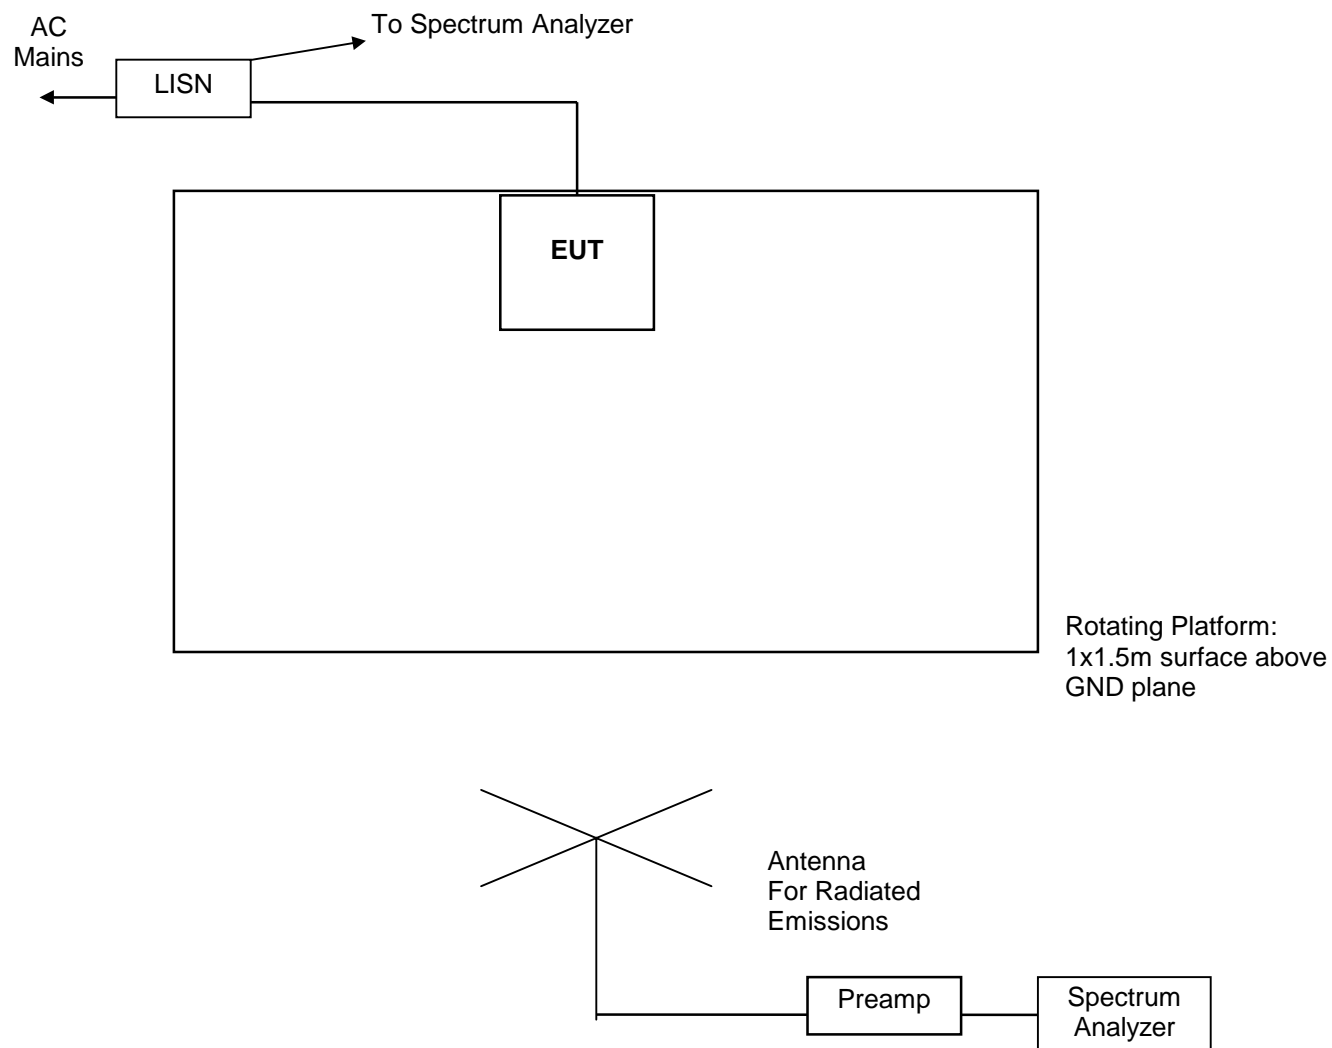 AC
Mains
To Spectrum Analyzer
LISN
EUT
Rotating Platform:
1x1.5m surface above
GND plane
Antenna
For Radiated
Emissions
Preamp
Spectrum
Analyzer